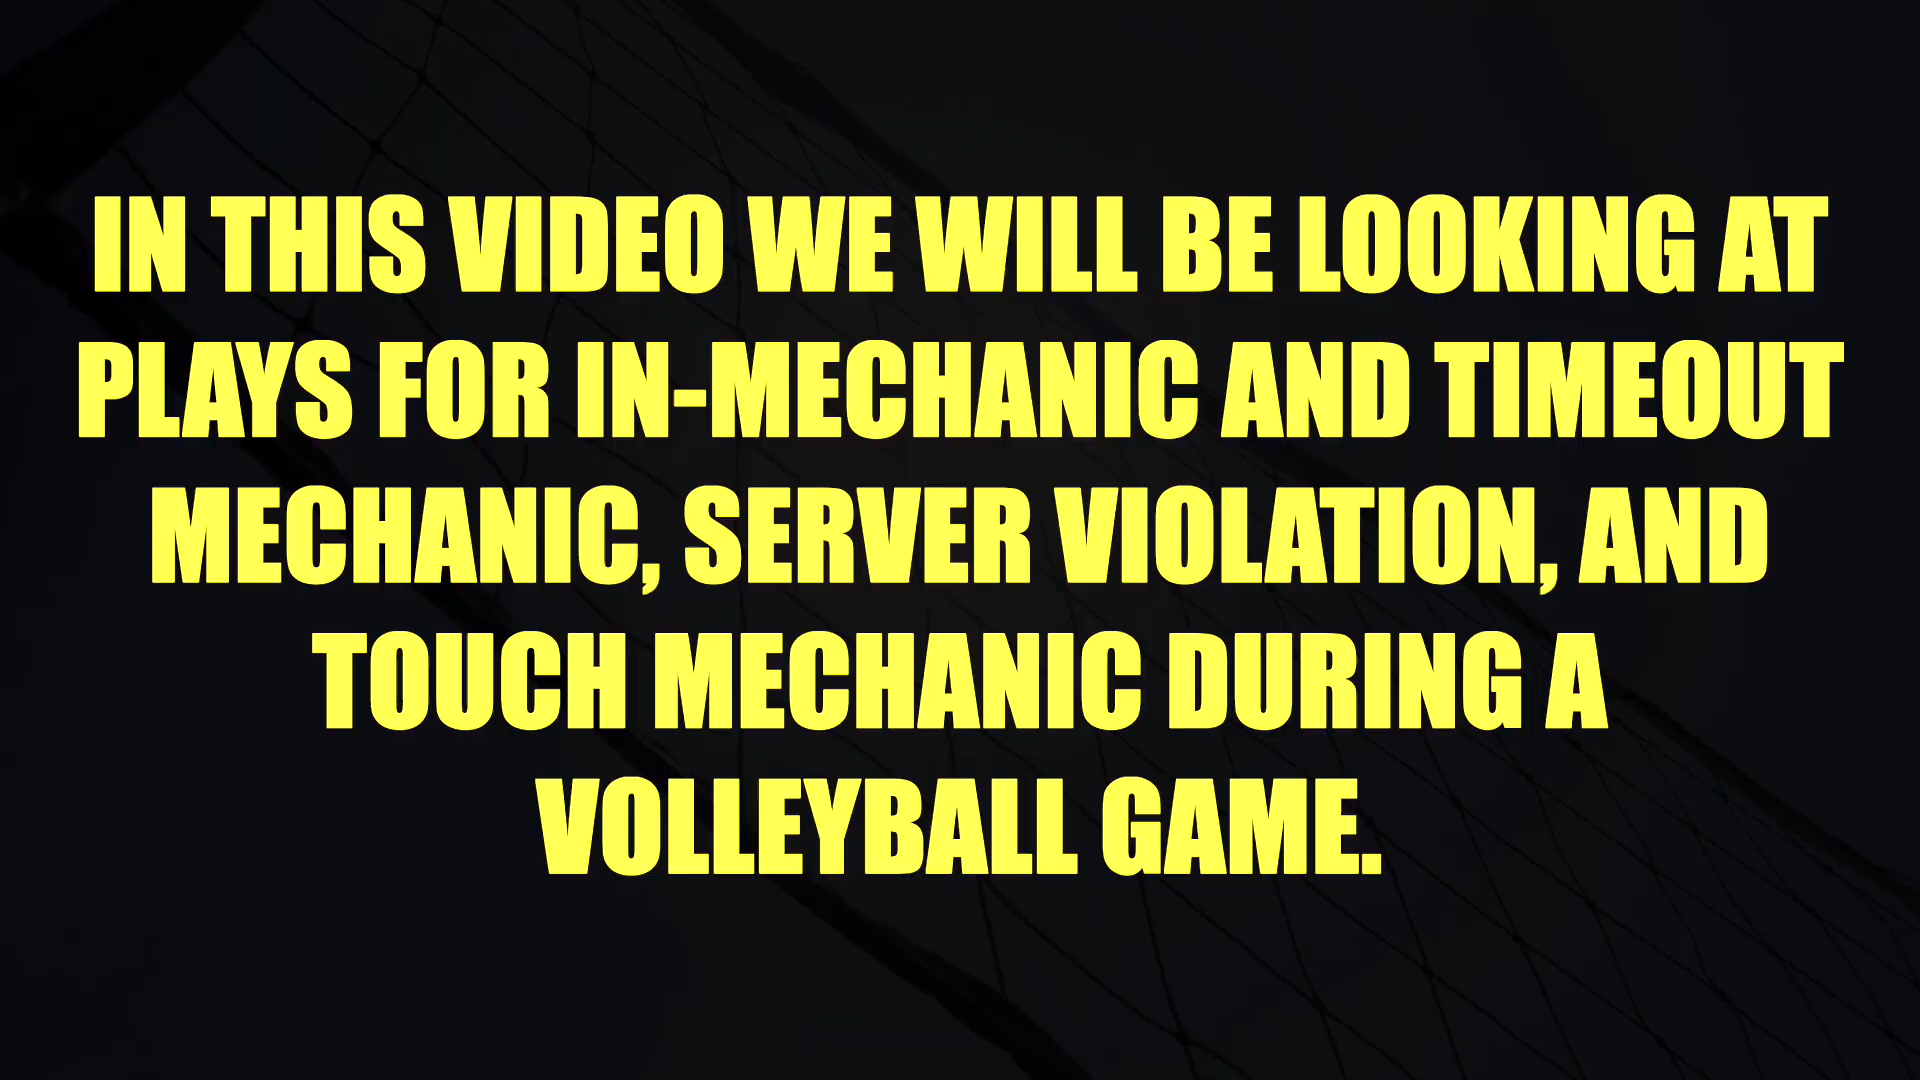 IN THIS VIDEO WE WILL BE LOOKING AT
PLAYS FOR IN-MECHANIC AND TIMEOUT
MECHANIC, SERVER VIOLATION, AND
TOUCH MECHANIC DURING A
VOLLEYBALL GAME.